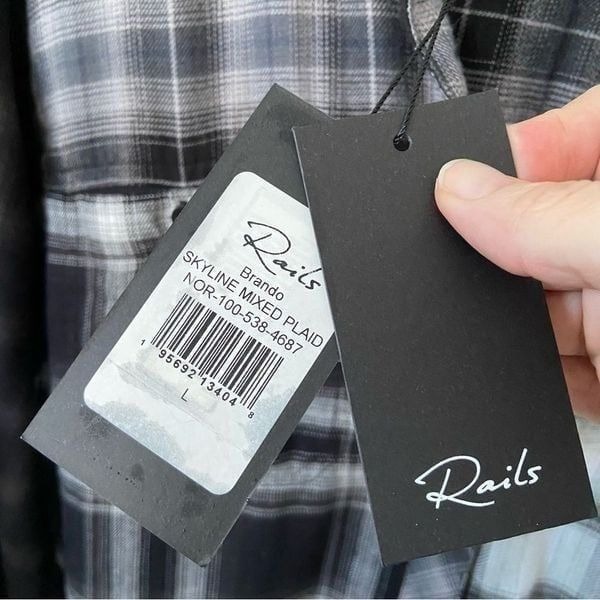 Rails
Brando
SKYLINE MIXED PLAID
NOR-100-538-4687
1 95692 13404 8
L
Rails